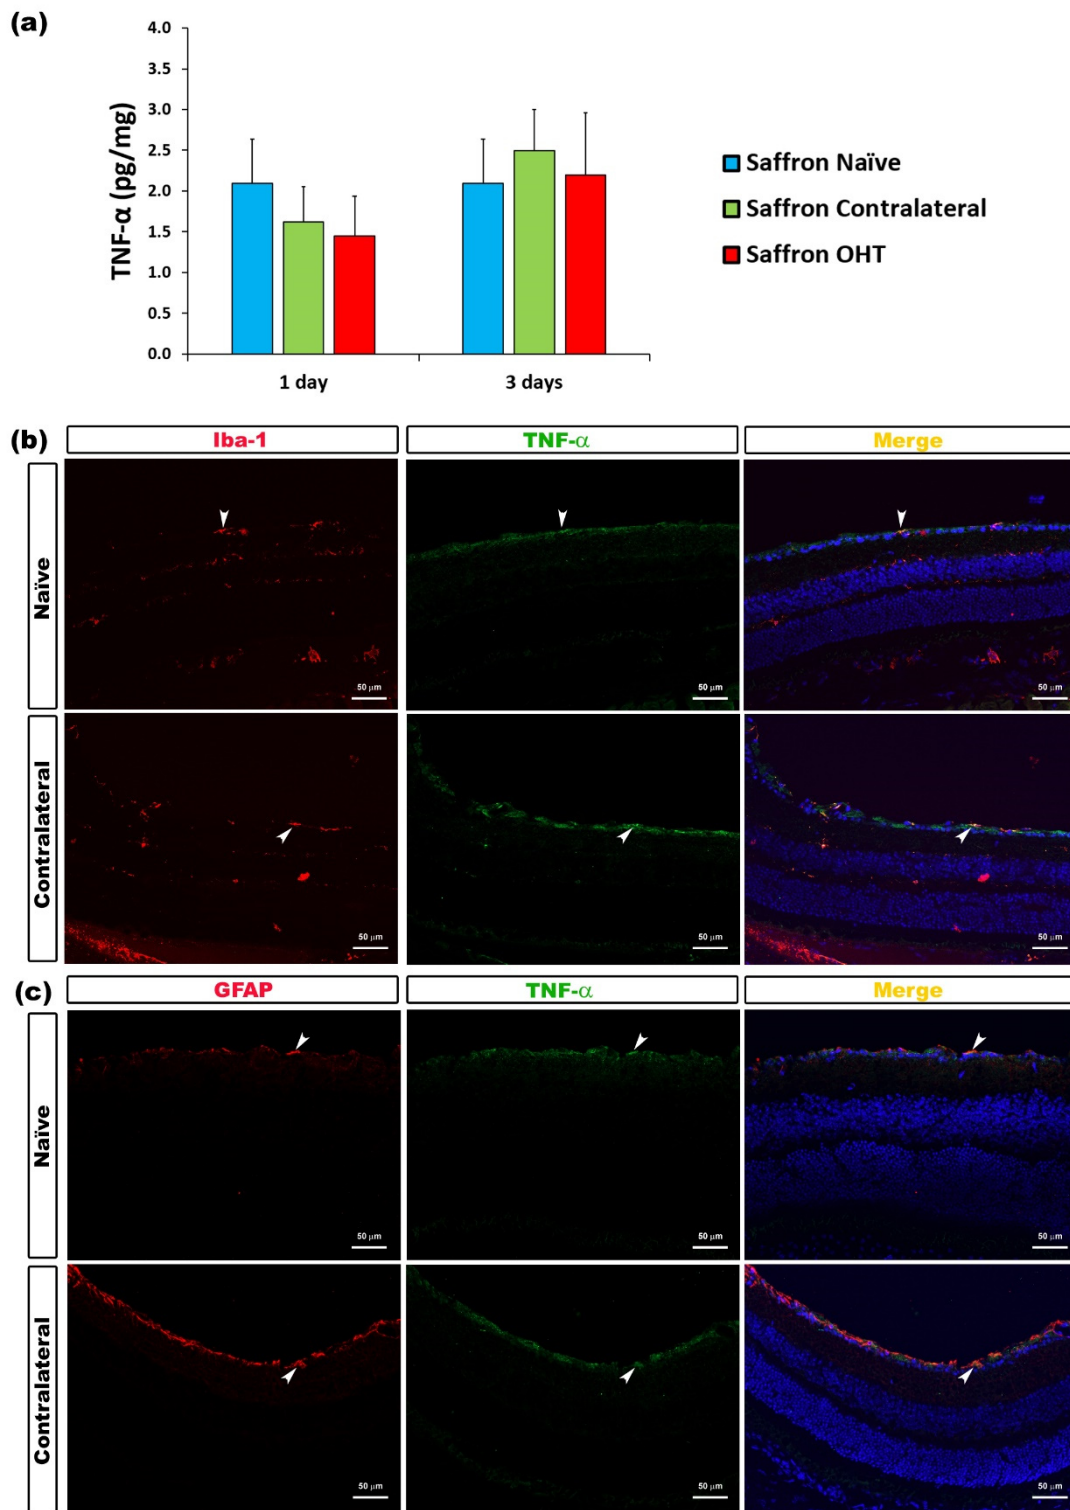 (a)
4.0
3.5
3.0
2.5
2.0
1.5
1.0
0.5
0.0
TNF-α (pg/mg)
1 day
3 days
Saffron Naïve
Saffron Contralateral
Saffron OHT
(b)
Iba-1
TNF-α
Merge
Naïve
50 µm
50 µm
50 µm
Contralateral
50 µm
50 µm
50 µm
(c)
GFAP
TNF-α
Merge
Naïve
50 µm
50 µm
50 µm
Contralateral
50 µm
50 µm
50 µm